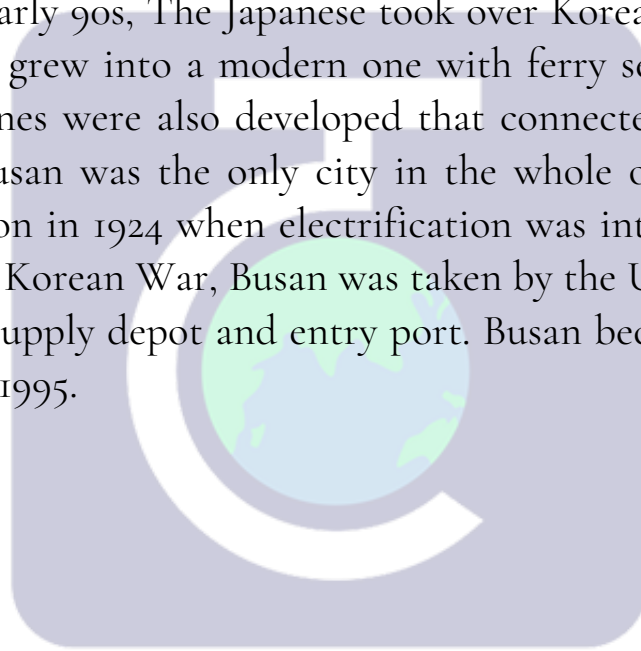 arly 90s, The Japanese took over Korea
grew into a modern one with ferry se
nes were also developed that connecte
usan was the only city in the whole o
on in 1924 when electrification was int
Korean War, Busan was taken by the U
supply depot and entry port. Busan bec
1995.